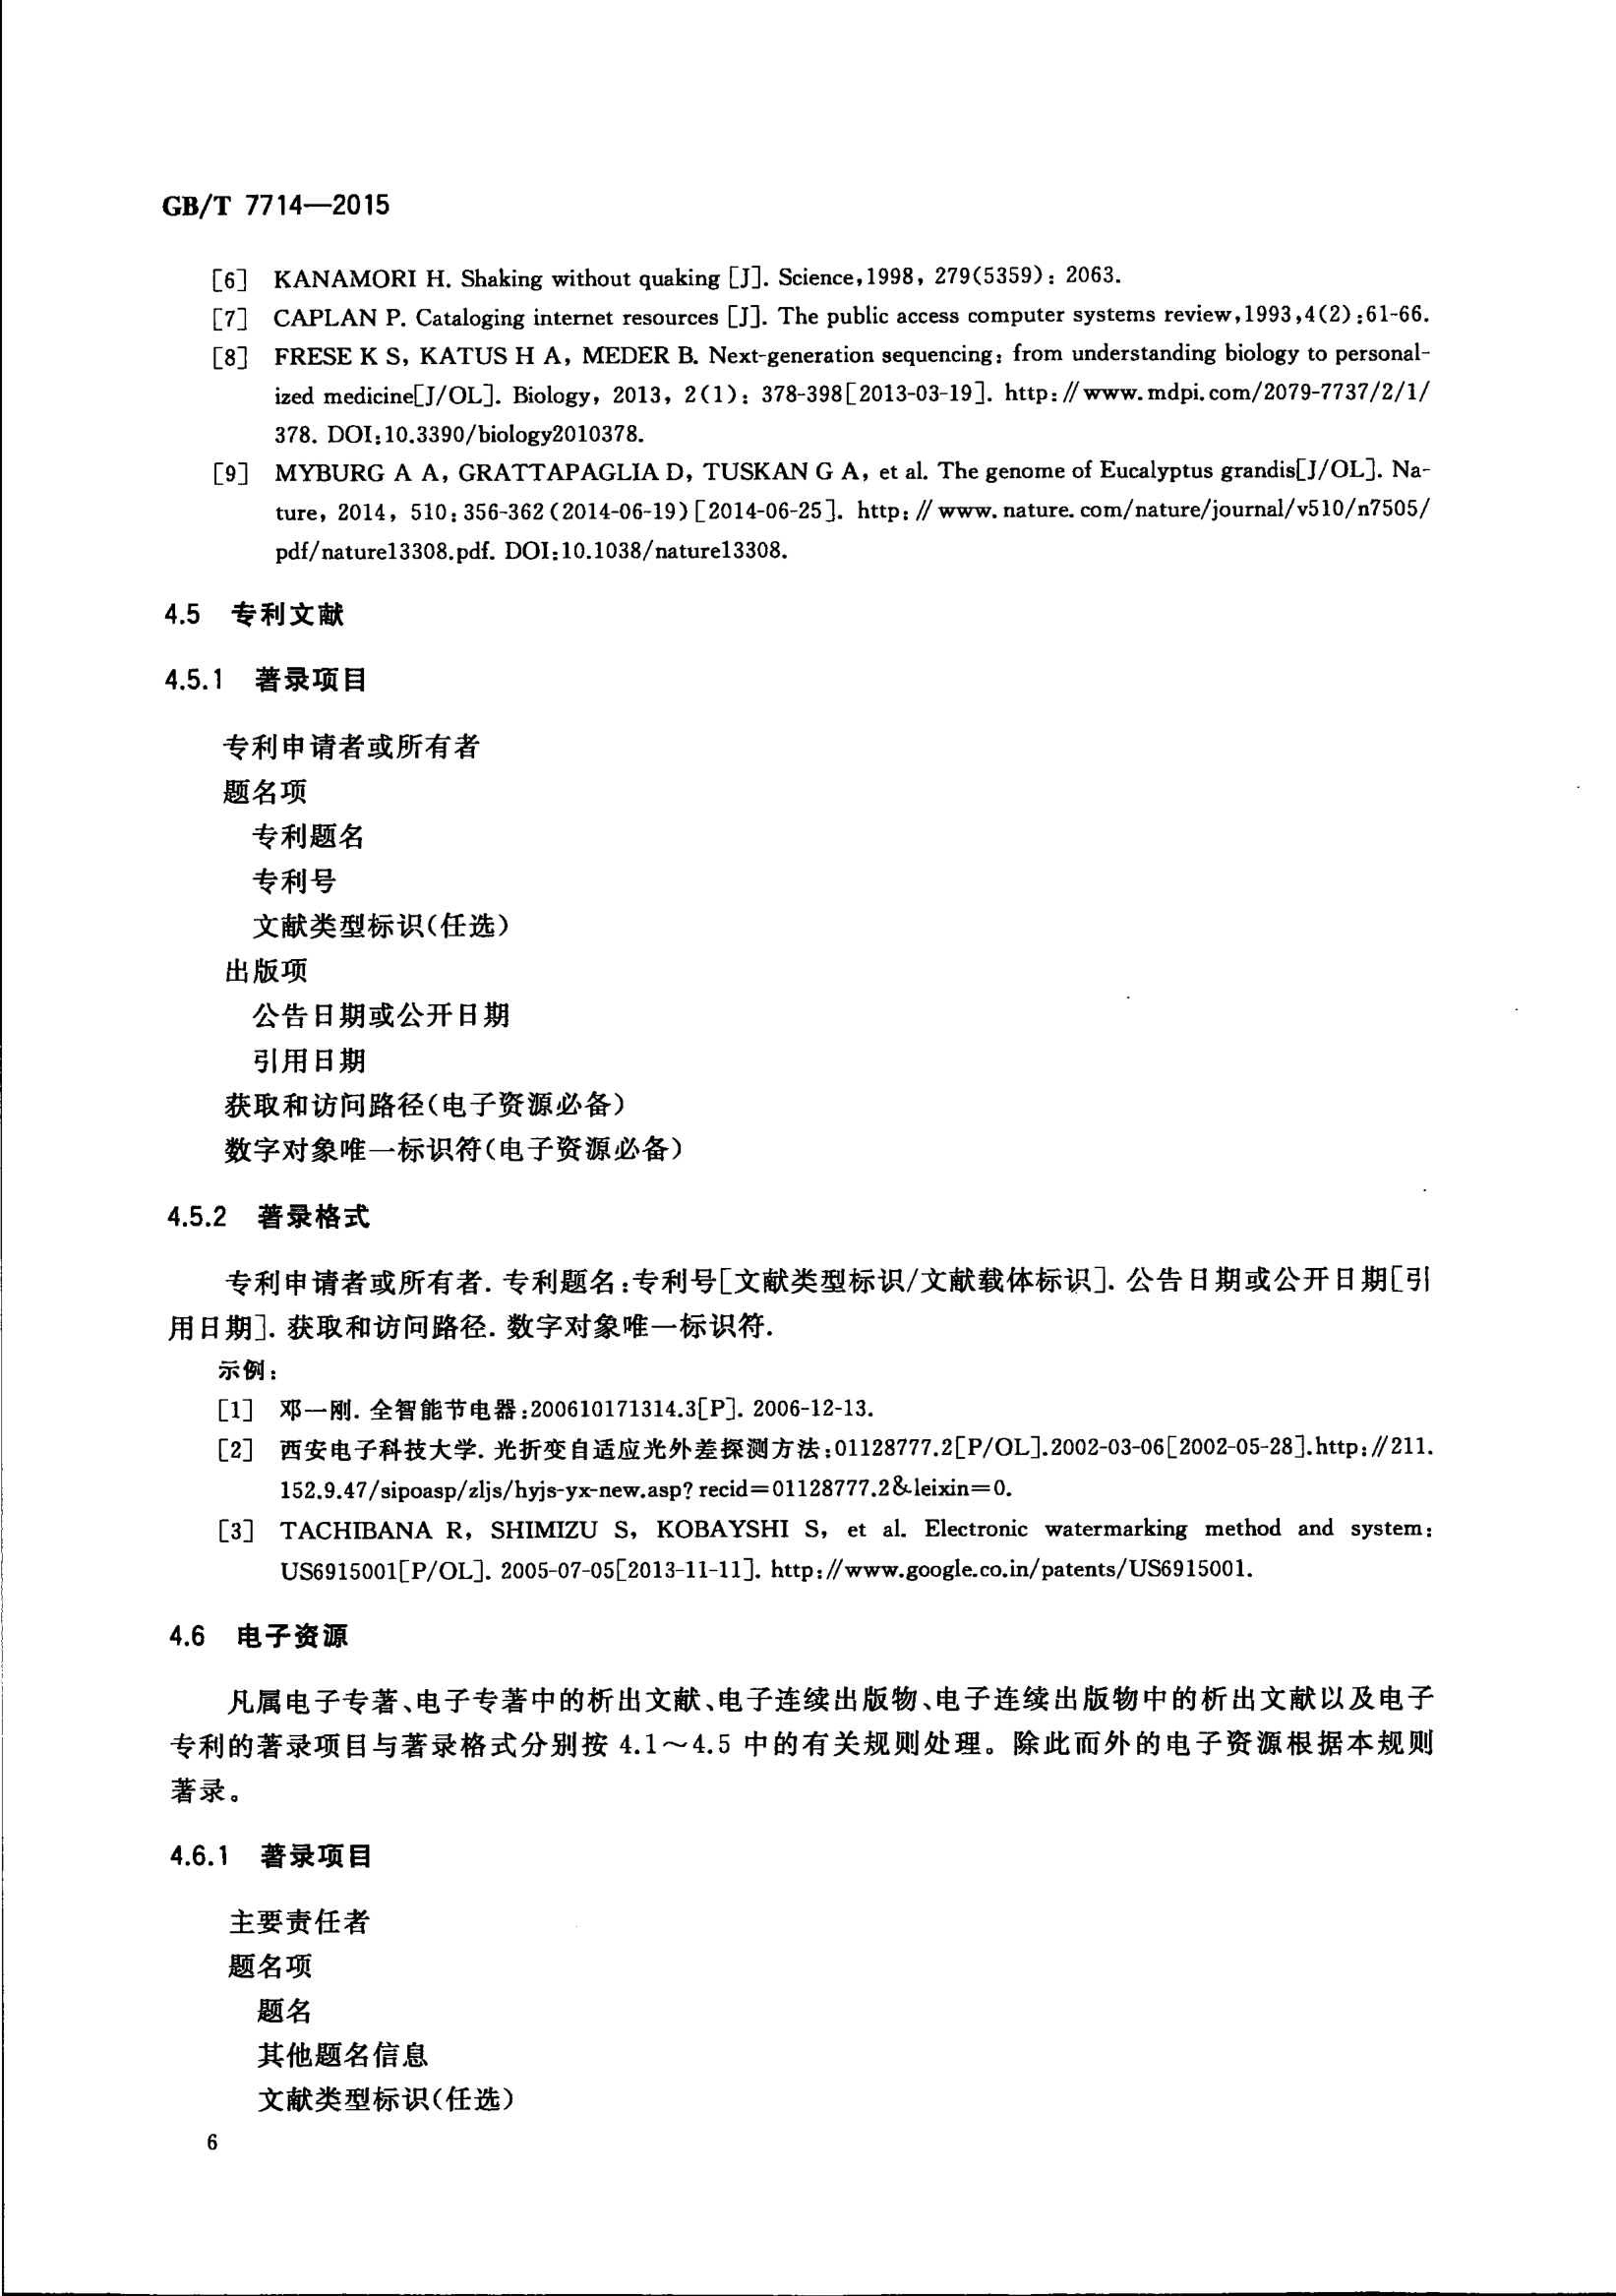 GB/T 7714—2015
[6] KANAMORI H. Shaking without quaking [J]. Science,1998, 279(5359): 2063.
[7] CAPLAN P. Cataloging internet resources [J]. The public access computer systems review,1993,4(2):61-66.
[8] FRESE K S, KATUS H A, MEDER B. Next-generation sequencing: from understanding biology to personal-
ized medicine[J/OL]. Biology, 2013, 2(1): 378-398[2013-03-19]. http://www.mdpi.com/2079-7737/2/1/
378. DOI:10.3390/biology2010378.
[9] MYBURG A A, GRATTAPAGLIA D, TUSKAN G A, et al. The genome of Eucalyptus grandis[J/OL]. Na-
ture, 2014, 510:356-362(2014-06-19)[2014-06-25]. http://www.nature.com/nature/journal/v510/n7505/
pdf/nature13308.pdf. DOI:10.1038/nature13308.
4.5 专利文献
4.5.1 著录项目
专利申请者或所有者
题名项
专利题名
专利号
文献类型标识(任选)
出版项
公告日期或公开日期
引用日期
获取和访问路径(电子资源必备)
数字对象唯一标识符(电子资源必备)
4.5.2 著录格式
专利申请者或所有者. 专利题名:专利号[文献类型标识/文献载体标识]. 公告日期或公开日期[引
用日期]. 获取和访问路径. 数字对象唯一标识符.
示例:
[1] 邓一刚. 全智能节电器:200610171314.3[P]. 2006-12-13.
[2] 西安电子科技大学. 光折变自适应光外差探测方法:01128777.2[P/OL].2002-03-06[2002-05-28].http://211.
152.9.47/sipoasp/zljs/hyjs-yx-new.asp? recid=01128777.2&leixin=0.
[3] TACHIBANA R, SHIMIZU S, KOBAYSHI S, et al. Electronic watermarking method and system:
US6915001[P/OL]. 2005-07-05[2013-11-11]. http://www.google.co.in/patents/US6915001.
4.6 电子资源
凡属电子专著、电子专著中的析出文献、电子连续出版物、电子连续出版物中的析出文献以及电子
专利的著录项目与著录格式分别按 4.1～4.5 中的有关规则处理。除此而外的电子资源根据本规则
著录。
4.6.1 著录项目
主要责任者
题名项
题名
其他题名信息
文献类型标识(任选)
6